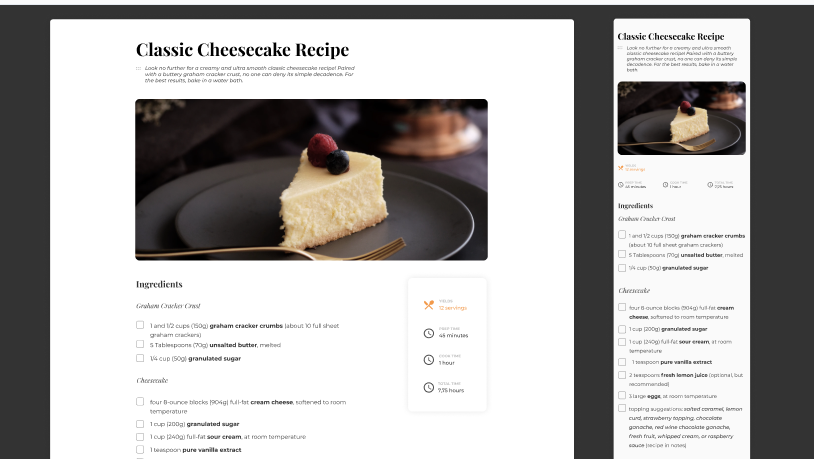 Classic Cheesecake Recipe
Look no further for a creamy and ultra smooth classic cheesecake recipe! Paired
with a buttery graham cracker crust, no one can deny its simple decadence. For
the best results, bake in a water bath.
Ingredients
Graham Cracker Crust
1 and 1/2 cups (150g) graham cracker crumbs (about 10 full sheet
graham crackers)
5 Tablespoons (70g) unsalted butter, melted
1/4 cup (50g) granulated sugar
Cheesecake
four 8-ounce blocks (904g) full-fat cream cheese, softened to room
temperature
1 cup (200g) granulated sugar
1 cup (240g) full-fat sour cream, at room temperature
1 teaspoon pure vanilla extract
YIELDS
12 servings
PREP TIME
45 minutes
COOK TIME
1 hour
TOTAL TIME
7,75 hours
Classic Cheesecake Recipe
Look no further for a creamy and ultra smooth
classic cheesecake recipe! Paired with a buttery
graham cracker crust, no one can deny its simple
decadence. For the best results, bake in a water
bath.
YIELDS
12 servings
PREP TIME
45 minutes
COOK TIME
1 hour
TOTAL TIME
7,75 hours
Ingredients
Graham Cracker Crust
1 and 1/2 cups (150g) graham cracker crumbs
(about 10 full sheet graham crackers)
5 Tablespoons (70g) unsalted butter, melted
1/4 cup (50g) granulated sugar
Cheesecake
four 8-ounce blocks (904g) full-fat cream
cheese, softened to room temperature
1 cup (200g) granulated sugar
1 cup (240g) full-fat sour cream, at room
temperature
1 teaspoon pure vanilla extract
2 teaspoons fresh lemon juice (optional, but
recommended)
3 large eggs, at room temperature
topping suggestions: salted caramel, lemon
curd, strawberry topping, chocolate
ganache, red wine chocolate ganache,
fresh fruit, whipped cream, or raspberry
sauce (recipe in notes)